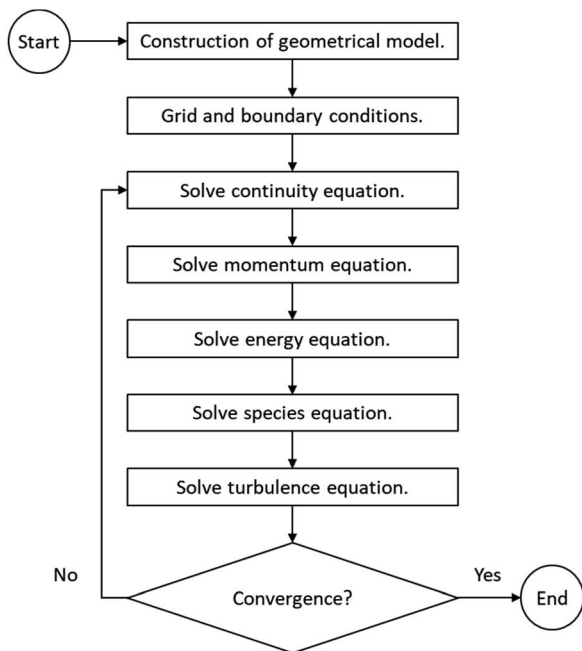 Start
Construction of geometrical model.
Grid and boundary conditions.
Solve continuity equation.
Solve momentum equation.
Solve energy equation.
Solve species equation.
Solve turbulence equation.
No
Convergence?
Yes
End